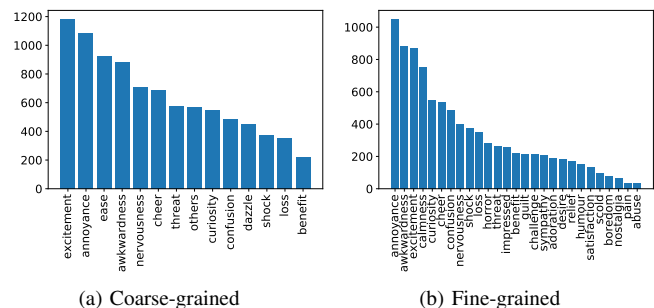 1200
1000
800
600
400
200
0
excitement
annoyance
ease
awkwardness
nervousness
cheer
threat
others
curiosity
confusion
dazzle
shock
loss
benefit
(a) Coarse-grained
1000
800
600
400
200
0
annoyance
awkwardness
excitement
calmness
curiosity
cheer
confusion
nervousness
shock
loss
horror
threat
impressed
benefit
guilt
challenge
sympathy
adoration
desire
relief
humour
satisfaction
scold
boredom
nostalgia
pain
abuse
(b) Fine-grained